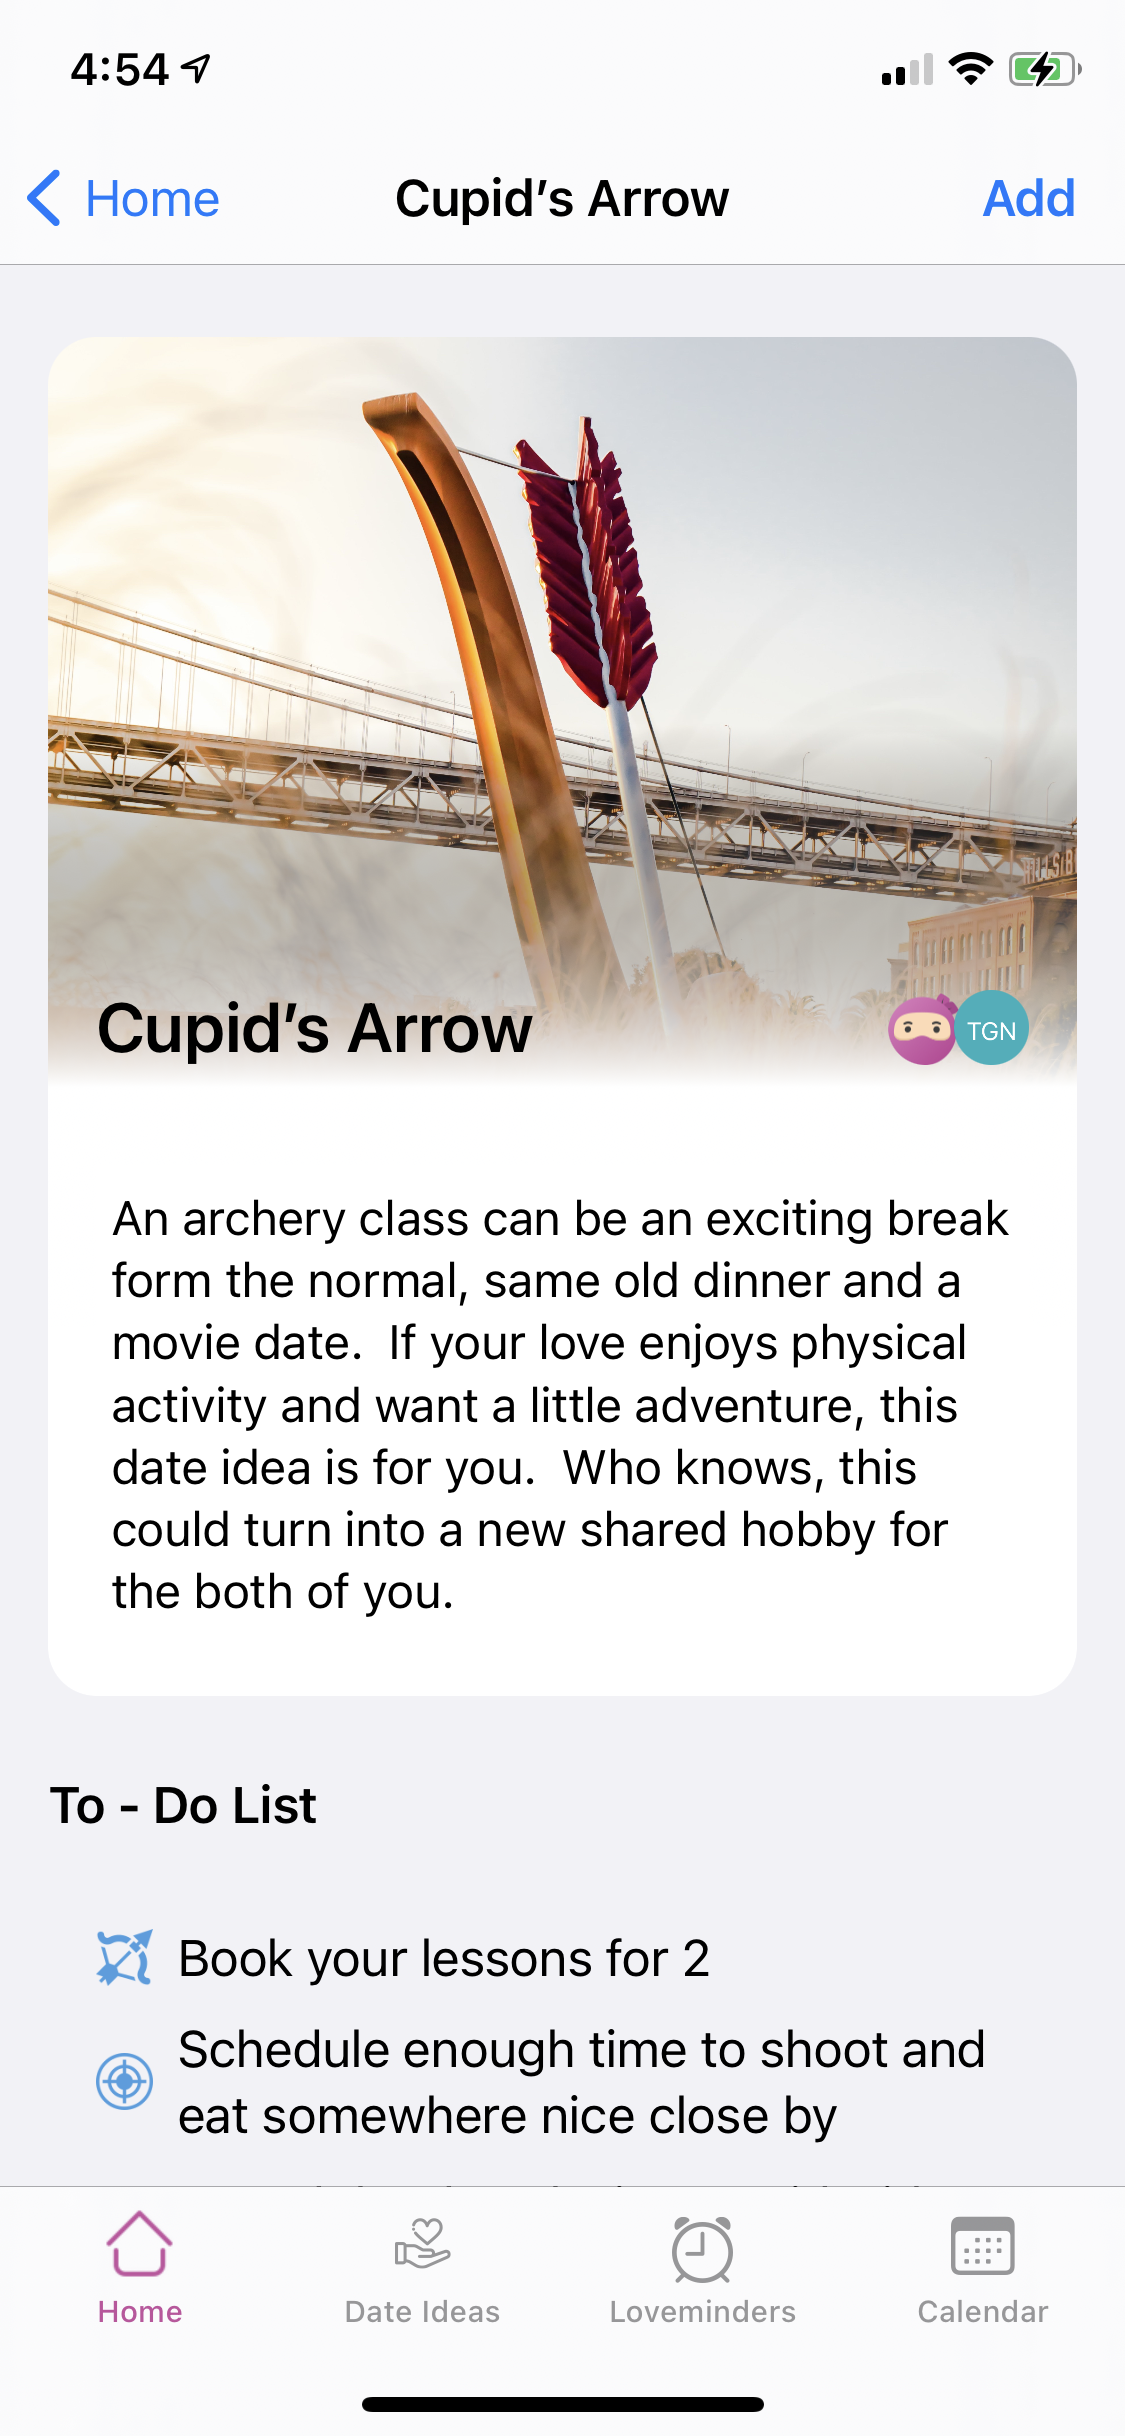 4:54
Home
Cupid's Arrow
Add
Cupid's Arrow
TGN
An archery class can be an exciting break
form the normal, same old dinner and a
movie date.  If your love enjoys physical
activity and want a little adventure, this
date idea is for you.  Who knows, this
could turn into a new shared hobby for
the both of you.
To - Do List
Book your lessons for 2
Schedule enough time to shoot and
eat somewhere nice close by
Home
Date Ideas
Loveminders
Calendar